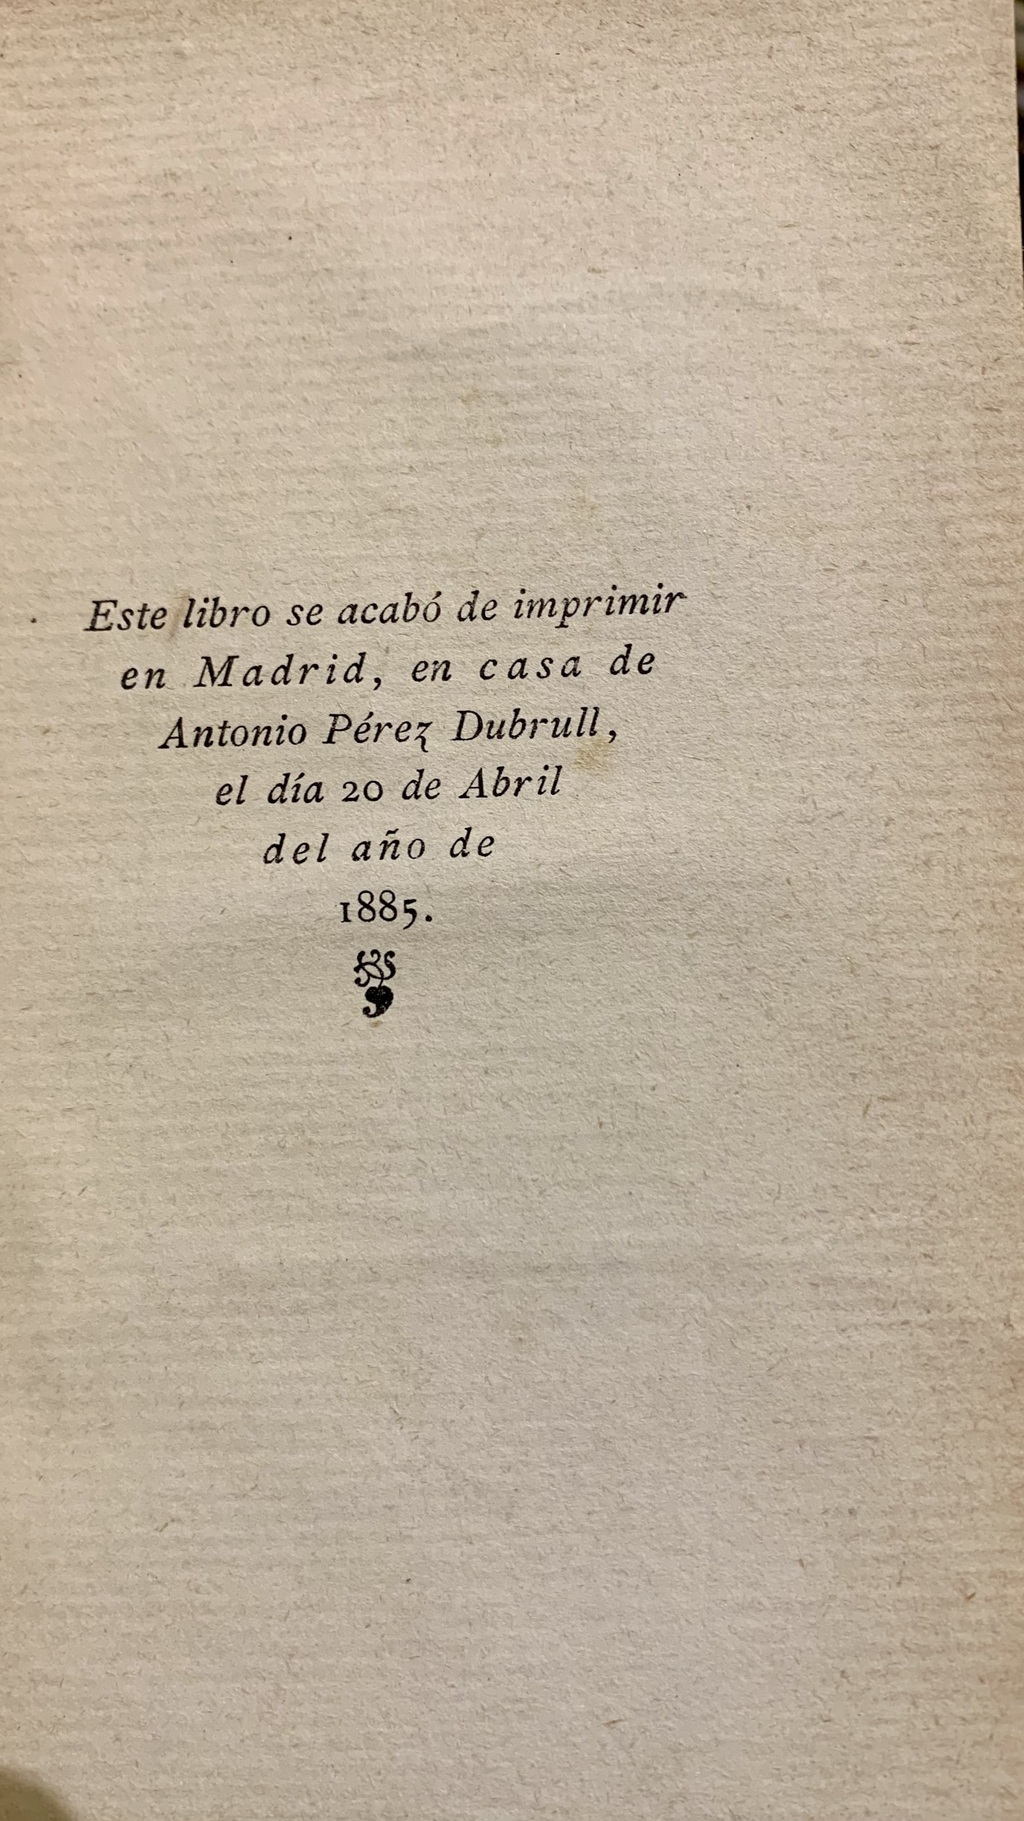 Este libro se acabó de imprimir
en Madrid, en casa de
Antonio Pérez Dubrull,
el día 20 de Abril
del año de
1885.